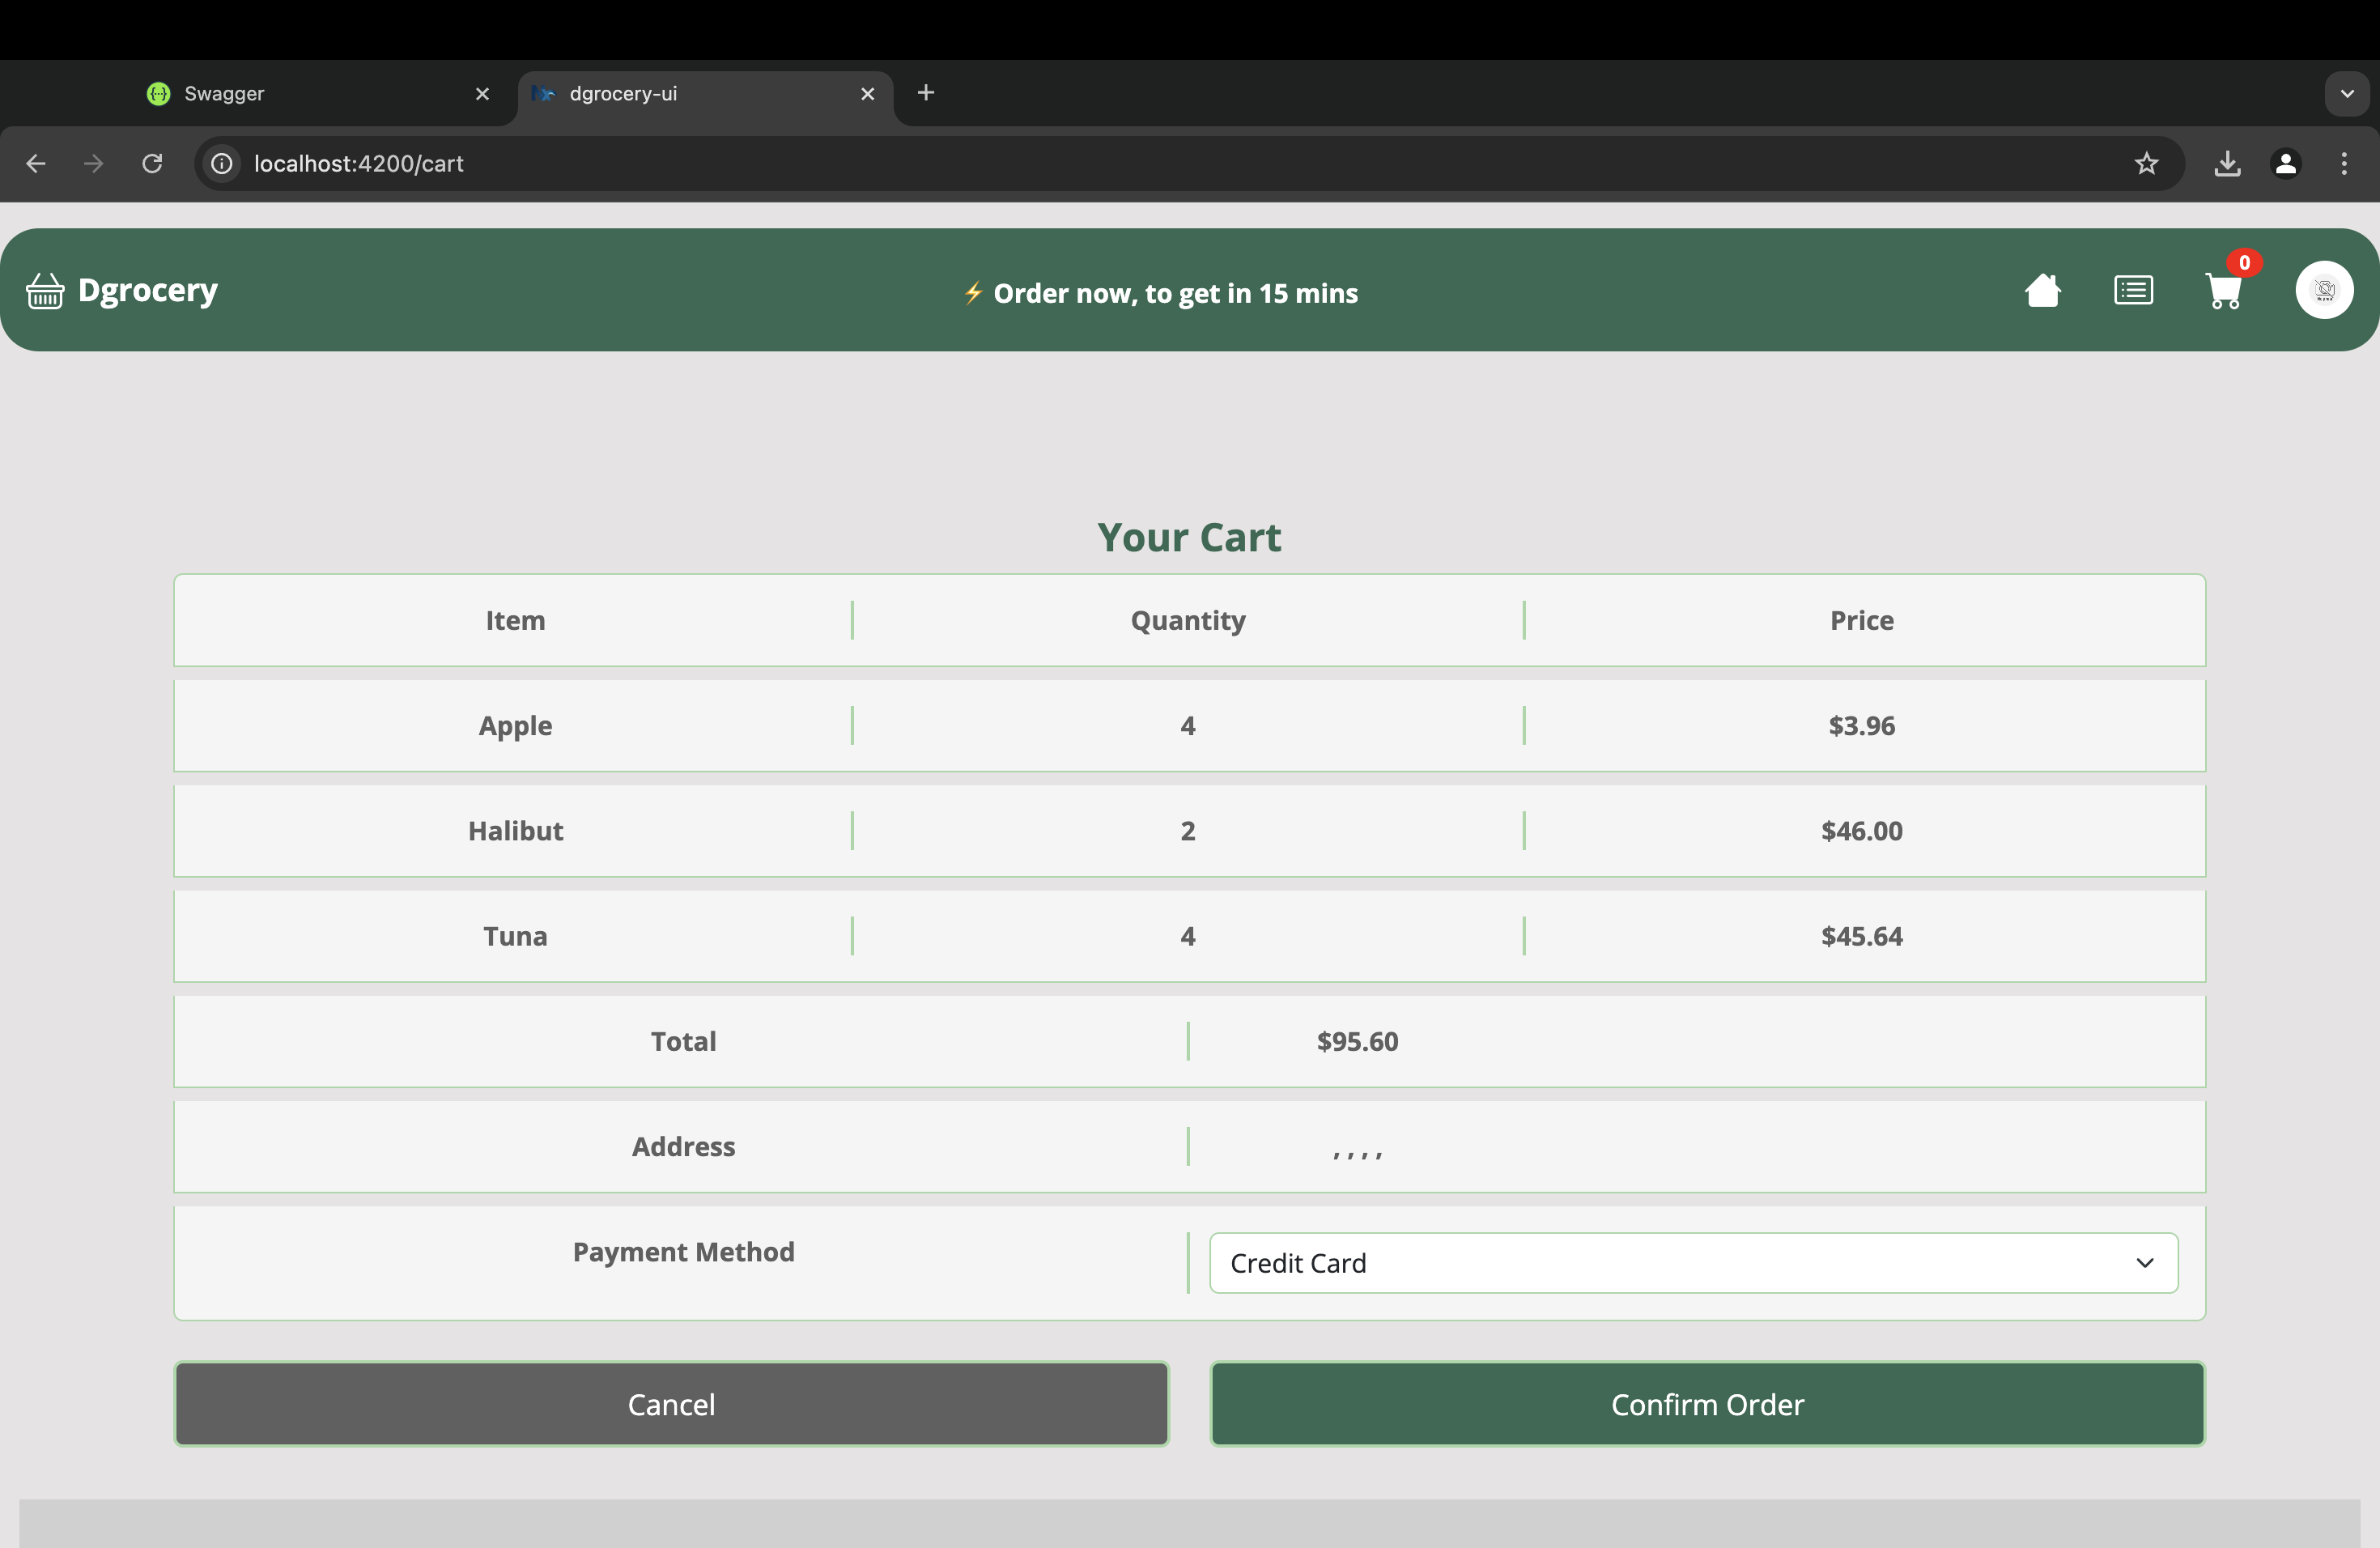 Swagger
dgrocery-ui
localhost:4200/cart
Dgrocery
⚡ Order now, to get in 15 mins
0
Your Cart
Item Quantity Price
Apple 4 $3.96
Halibut 2 $46.00
Tuna 4 $45.64
Total $95.60
Address , , , ,
Payment Method Credit Card
Cancel Confirm Order